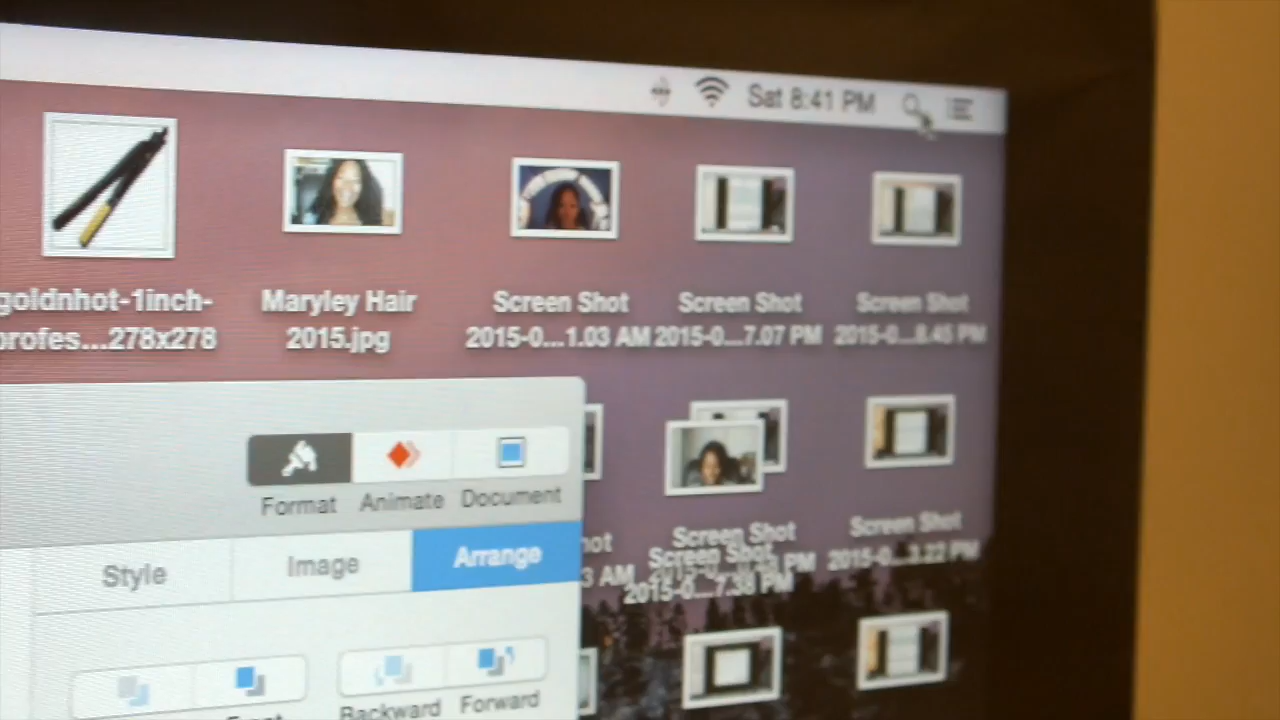 Sat 8:41 PM
goldnhot-1inch-
profes...278x278
Maryley Hair
2015.jpg
Screen Shot
2015-0...1.03 AM
Screen Shot
2015-0...7.07 PM
Screen Shot
2015-0...8.45 PM
Format
Animate
Document
Style
Image
Arrange
Screen Shot
Screen Shot
2015-0...7.38 PM
Screen Shot
2015-0...3.22 PM
Backward
Forward